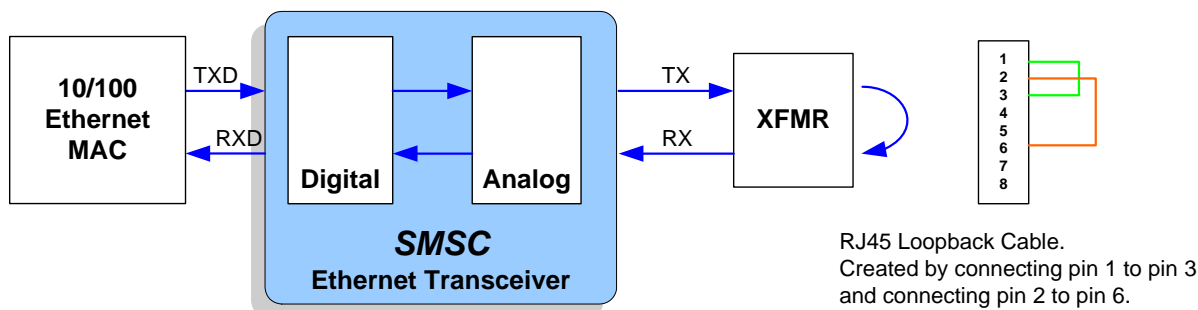 10/100
Ethernet
MAC
TXD
RXD
Digital
Analog
SMSC
Ethernet Transceiver
TX
RX
XFMR
1
2
3
4
5
6
7
8
RJ45 Loopback Cable.
Created by connecting pin 1 to pin 3
and connecting pin 2 to pin 6.